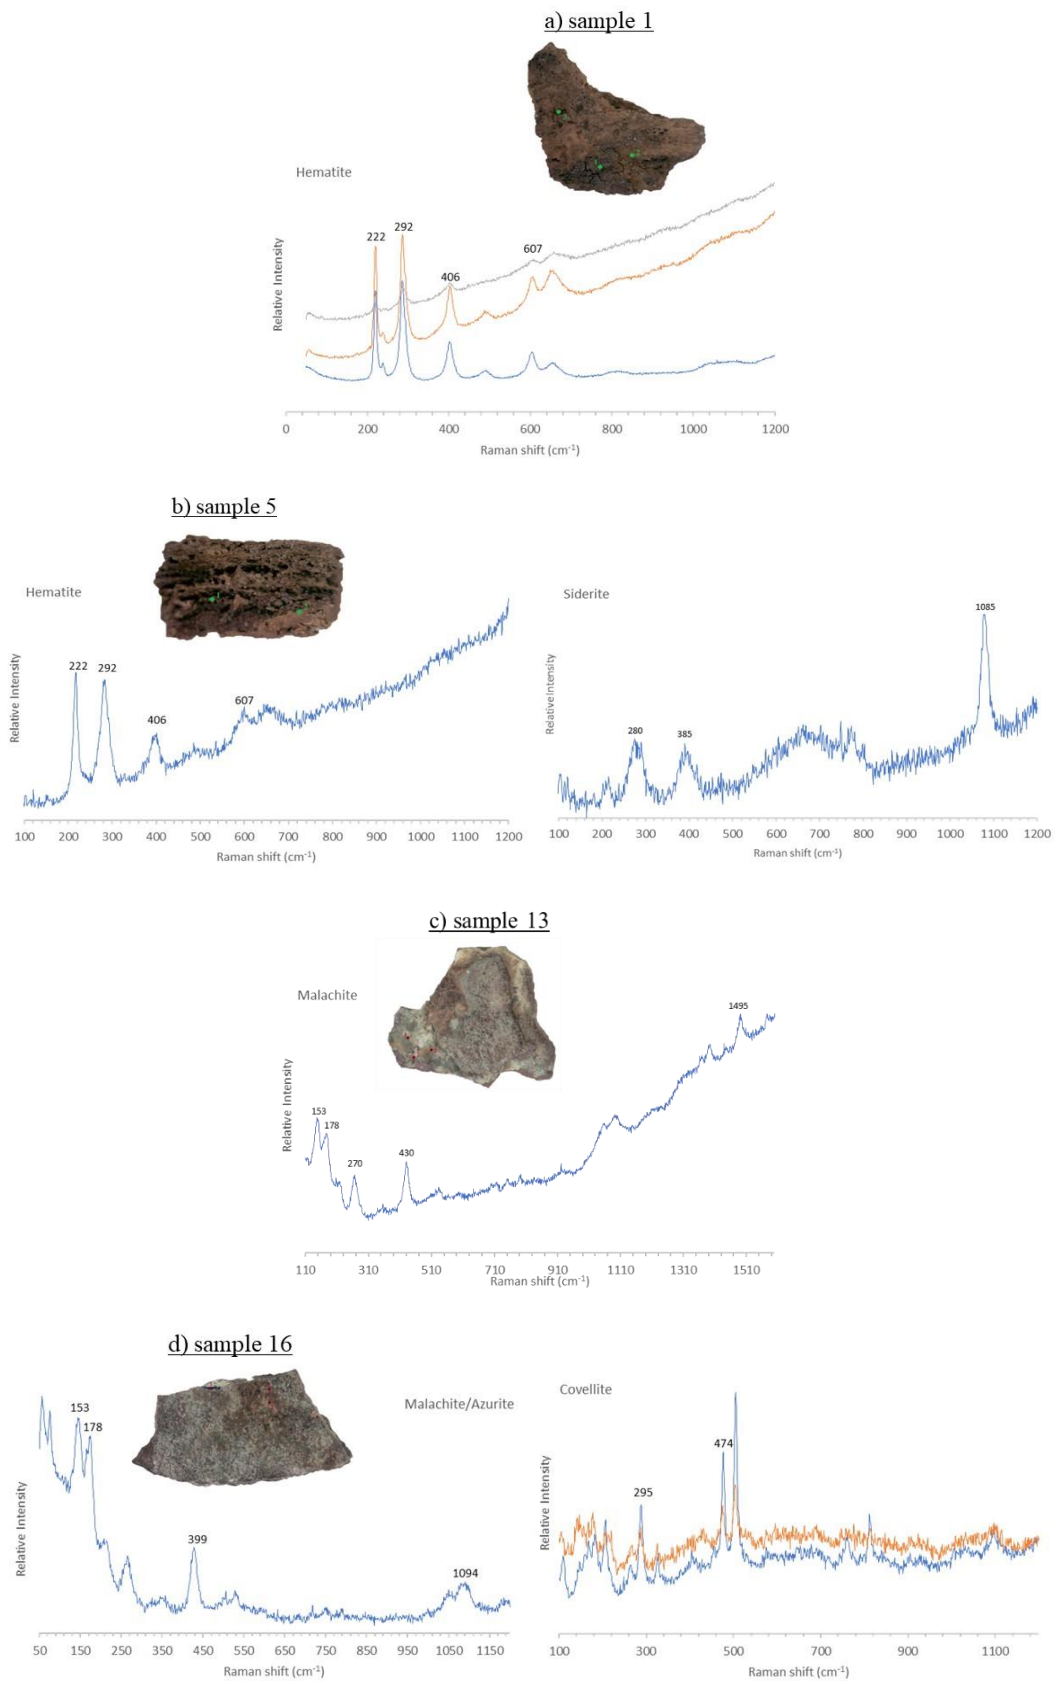 a) sample 1
Hematite
222
292
406
607
Relative Intensity
0 200 400 600 800 1000 1200
Raman shift (cm⁻¹)
b) sample 5
Hematite
222
292
406
607
Relative Intensity
100 200 300 400 500 600 700 800 900 1000 1100 1200
Raman shift (cm⁻¹)
Siderite
280
385
1085
Relative Intensity
100 200 300 400 500 600 700 800 900 1000 1100 1200
Raman shift (cm⁻¹)
c) sample 13
Malachite
153
178
270
430
1495
Relative Intensity
110 310 510 710 910 1110 1310 1510
Raman shift (cm⁻¹)
d) sample 16
Malachite/Azurite
153
178
399
1094
Relative Intensity
50 150 250 350 450 550 650 750 850 950 1050 1150
Raman shift (cm⁻¹)
Covellite
295
474
Relative Intensity
100 300 500 700 900 1100
Raman shift (cm⁻¹)